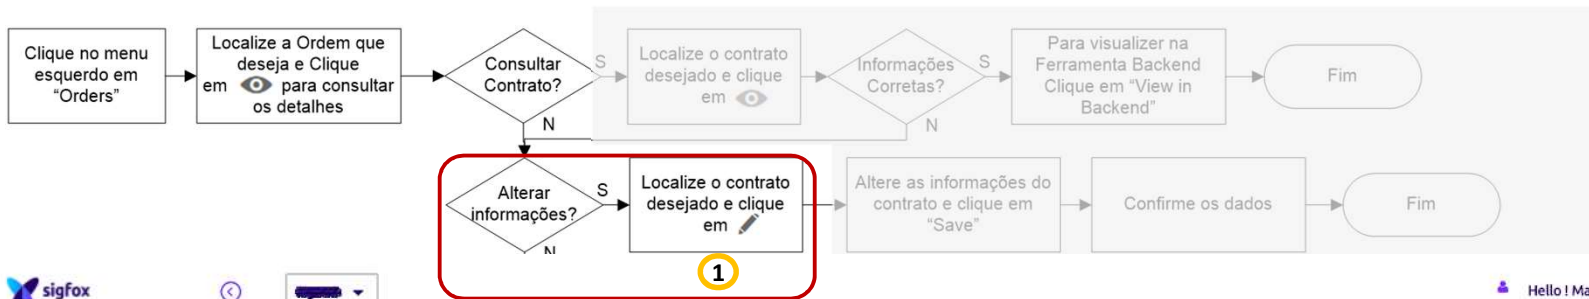 Clique no menu
esquerdo em
“Orders”
Localize a Ordem que
deseja e Clique
em para consultar
os detalhes
Consultar
Contrato?
S
Localize o contrato
desejado e clique
em
Informações
Corretas?
S
Para visualizer na
Ferramenta Backend
Clique em “View in
Backend”
Fim
N
N
Alterar
informações?
S
Localize o contrato
desejado e clique
em
Altere as informações do
contrato e clique em
“Save”
Confirme os dados
Fim
N
1
sigfox
Hello ! Ma